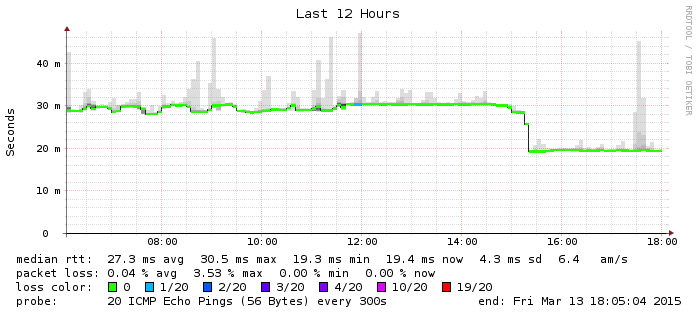 Last 12 Hours
RRDTOOL / TOBI OETIKER
Seconds
40 m
30 m
20 m
10 m
0
08:00 10:00 12:00 14:00 16:00 18:00
median rtt: 27.3 ms avg 30.5 ms max 19.3 ms min 19.4 ms now 4.3 ms sd 6.4 am/s
packet loss: 0.04 % avg 3.53 % max 0.00 % min 0.00 % now
loss color: 0 1/20 2/20 3/20 4/20 10/20 19/20
probe: 20 ICMP Echo Pings (56 Bytes) every 300s end: Fri Mar 13 18:05:04 2015